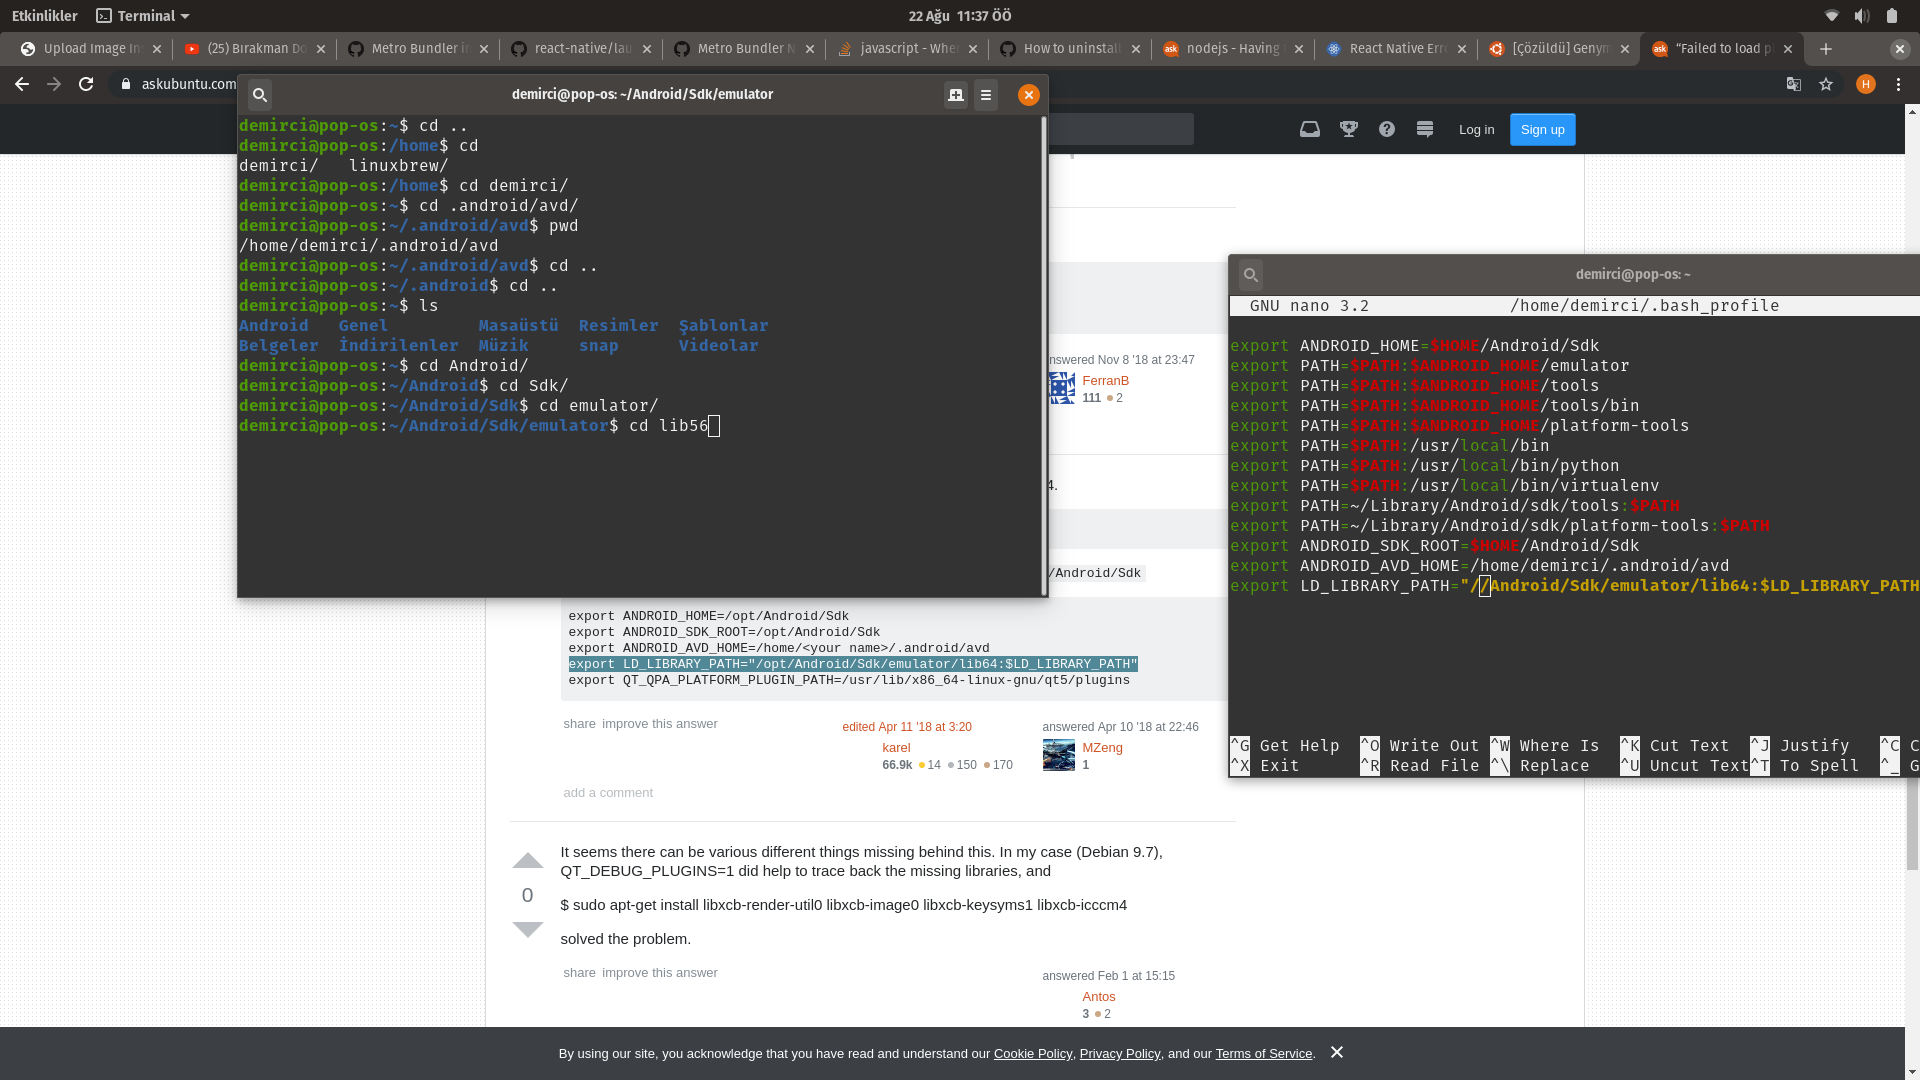 Etkinlikler
Terminal
22 Ağu 11:37 ÖÖ
Upload Image In
(25) Bırakman Do
Metro Bundler i
react-native/lau
Metro Bundler N
javascript - Whe
How to uninstal
nodejs - Having
React Native Erro
[Çözüldü] Genym
“Failed to load p
askubuntu.com
H
Log in
Sign up
demirci@pop-os: ~/Android/Sdk/emulator
demirci@pop-os:~$ cd ..
demirci@pop-os:/home$ cd
demirci/ linuxbrew/
demirci@pop-os:/home$ cd demirci/
demirci@pop-os:~$ cd .android/avd/
demirci@pop-os:~/.android/avd$ pwd
/home/demirci/.android/avd
demirci@pop-os:~/.android/avd$ cd ..
demirci@pop-os:~/.android$ cd ..
demirci@pop-os:~$ ls
Android Genel Masaüstü Resimler Şablonlar
Belgeler İndirilenler Müzik snap Videolar
demirci@pop-os:~$ cd Android/
demirci@pop-os:~/Android$ cd Sdk/
demirci@pop-os:~/Android/Sdk$ cd emulator/
demirci@pop-os:~/Android/Sdk/emulator$ cd lib56
demirci@pop-os: ~
GNU nano 3.2 /home/demirci/.bash_profile
export ANDROID_HOME=$HOME/Android/Sdk
export PATH=$PATH:$ANDROID_HOME/emulator
export PATH=$PATH:$ANDROID_HOME/tools
export PATH=$PATH:$ANDROID_HOME/tools/bin
export PATH=$PATH:$ANDROID_HOME/platform-tools
export PATH=$PATH:/usr/local/bin
export PATH=$PATH:/usr/local/bin/python
export PATH=$PATH:/usr/local/bin/virtualenv
export PATH=~/Library/Android/sdk/tools:$PATH
export PATH=~/Library/Android/sdk/platform-tools:$PATH
export ANDROID_SDK_ROOT=$HOME/Android/Sdk
export ANDROID_AVD_HOME=/home/demirci/.android/avd
export LD_LIBRARY_PATH="//Android/Sdk/emulator/lib64:$LD_LIBRARY_PATH
^G Get Help ^O Write Out ^W Where Is ^K Cut Text ^J Justify ^C C
^X Exit ^R Read File ^\ Replace ^U Uncut Text ^T To Spell ^_ G
nswered Nov 8 '18 at 23:47
FerranB
111 2
4.
/Android/Sdk
export ANDROID_HOME=/opt/Android/Sdk
export ANDROID_SDK_ROOT=/opt/Android/Sdk
export ANDROID_AVD_HOME=/home/<your name>/.android/avd
export LD_LIBRARY_PATH="/opt/Android/Sdk/emulator/lib64:$LD_LIBRARY_PATH"
export QT_QPA_PLATFORM_PLUGIN_PATH=/usr/lib/x86_64-linux-gnu/qt5/plugins
share improve this answer
edited Apr 11 '18 at 3:20
karel
66.9k 14 150 170
answered Apr 10 '18 at 22:46
MZeng
1
add a comment
0
It seems there can be various different things missing behind this. In my case (Debian 9.7),
QT_DEBUG_PLUGINS=1 did help to trace back the missing libraries, and
$ sudo apt-get install libxcb-render-util0 libxcb-image0 libxcb-keysyms1 libxcb-icccm4
solved the problem.
share improve this answer
answered Feb 1 at 15:15
Antos
3 2
By using our site, you acknowledge that you have read and understand our Cookie Policy, Privacy Policy, and our Terms of Service.